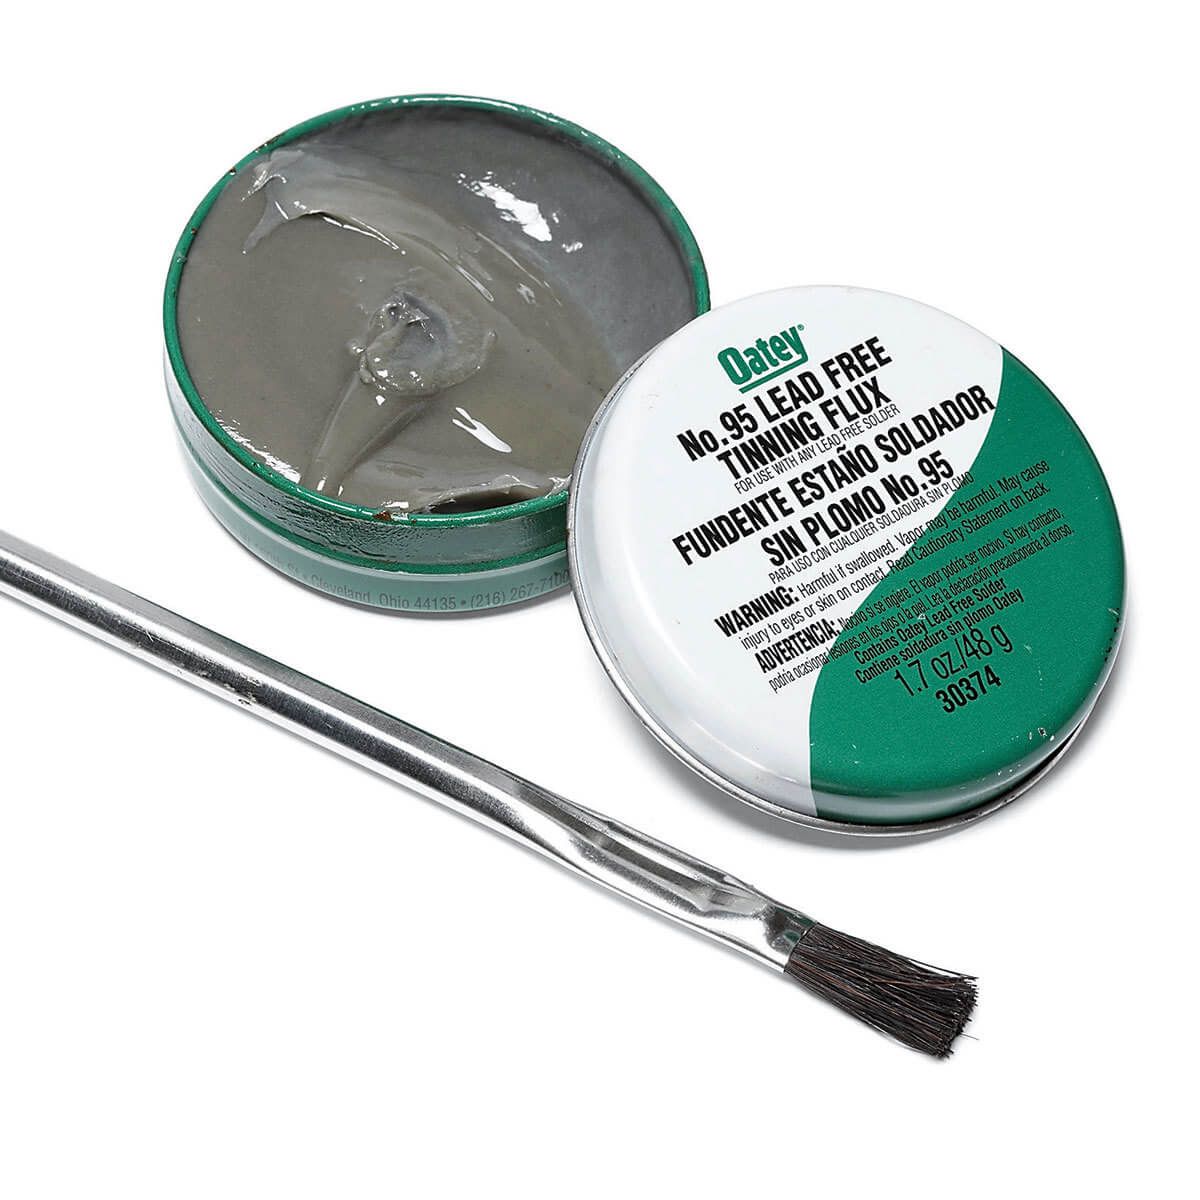 Oatey®
No.95 LEAD FREE
TINNING FLUX
FOR USE WITH ANY LEAD FREE SOLDER
FUNDENTE ESTAÑO SOLDADOR
SIN PLOMO No.95
PARA USO CON CUALQUIER SOLDADURA SIN PLOMO
WARNING: Harmful if swallowed. Vapor may be harmful. May cause
injury to eyes or skin on contact. Read Cautionary Statement on back.
ADVERTENCIA: Nocivo si se ingiere. El vapor podría ser nocivo. Si hay contacto
podría ocasionar lesiones en los ojos o la piel. Lea la declaración precautionaria al dorso.
Contains Oatey Lead Free Solder
Contiene soldadura sin plomo Oatey
1.7 oz./48 g
30374
St • Cleveland, Ohio 44135 • (216) 267-7100